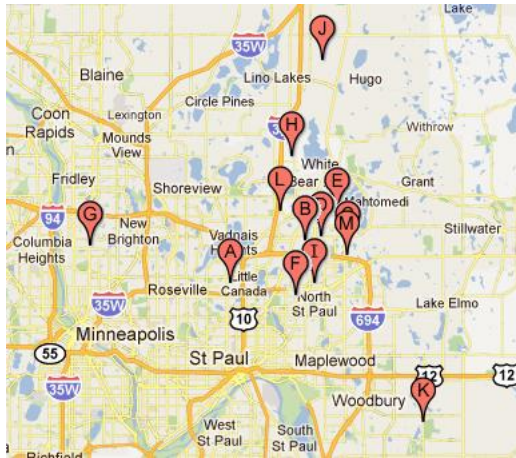 Lake
J
35W
Blaine
Lino Lakes
Hugo
Circle Pines
Coon
Rapids
Lexington
Mounds
View
H
White
Bear
Withrow
Fridley
Shoreview
L
E
Grant
Mahtomedi
G
94
New
Brighton
B
M
Vadnais
Heights
Stillwater
Columbia
Heights
A
F
I
Little
Canada
Roseville
35W
North
St Paul
10
694
Lake Elmo
Minneapolis
55
St Paul
Maplewood
12
12
35W
K
Woodbury
West
St Paul
South
St Paul
Richfield